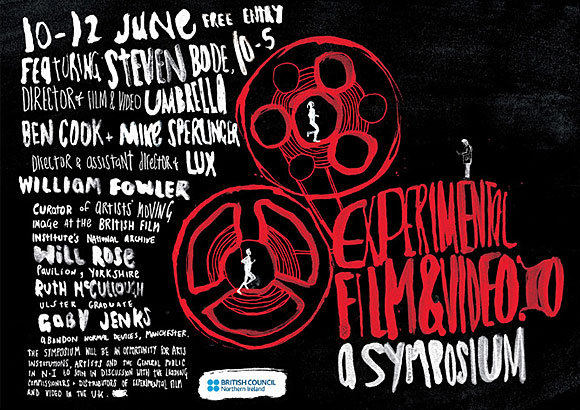 10-12 JUNE FREE ENTRY
FEATURING STEVEN BODE, 10-5
DIRECTOR OF FILM & VIDEO UMBRELLA
BEN COOK + MIKE SPERLINGER
DIRECTOR & ASSISTANT DIRECTOR OF LUX
WILLIAM FOWLER
CURATOR OF ARTISTS' MOVING
IMAGE AT THE BRITISH FILM
INSTITUTE'S NATIONAL ARCHIVE
WILL ROSE
PAVILION, YORKSHIRE
RUTH McCULLOUGH
ULSTER GRADUATE
GABY JENKS
ABANDON NORMAL DEVICES, MANCHESTER.
THE SYMPOSIUM WILL BE AN OPORTUNITY FOR ARTS
INSTITUTIONS, ARTISTS AND THE GENERAL PUBLIC
IN N-I TO JOIN IN DISCUSSION WITH THE LEADING
COMMISSIONERS + DISTRIBUTORS OF EXPERIMENTAL FILM
AND VIDEO IN THE UK.
EXPERIMENTAL
FILM & VIDEO:
A SYMPOSIUM
BRITISH COUNCIL
Northern Ireland